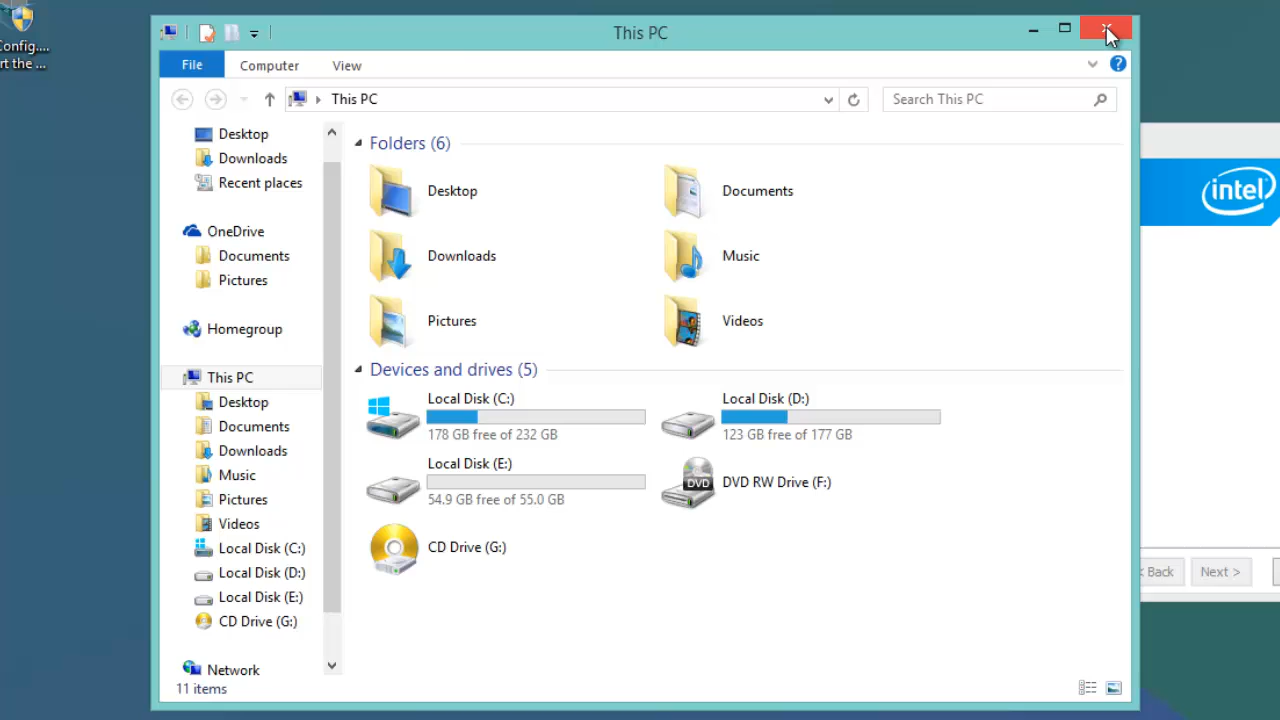 Config....
rt the ...
This PC
File
Computer
View
?
This PC
Search This PC
Desktop
Downloads
Recent places
OneDrive
Documents
Pictures
Homegroup
This PC
Desktop
Documents
Downloads
Music
Pictures
Videos
Local Disk (C:)
Local Disk (D:)
Local Disk (E:)
CD Drive (G:)
Network
Folders (6)
Desktop
Documents
Downloads
Music
Pictures
Videos
Devices and drives (5)
Local Disk (C:)
178 GB free of 232 GB
Local Disk (D:)
123 GB free of 177 GB
Local Disk (E:)
54.9 GB free of 55.0 GB
DVD
DVD RW Drive (F:)
CD Drive (G:)
11 items
intel
< Back
Next >